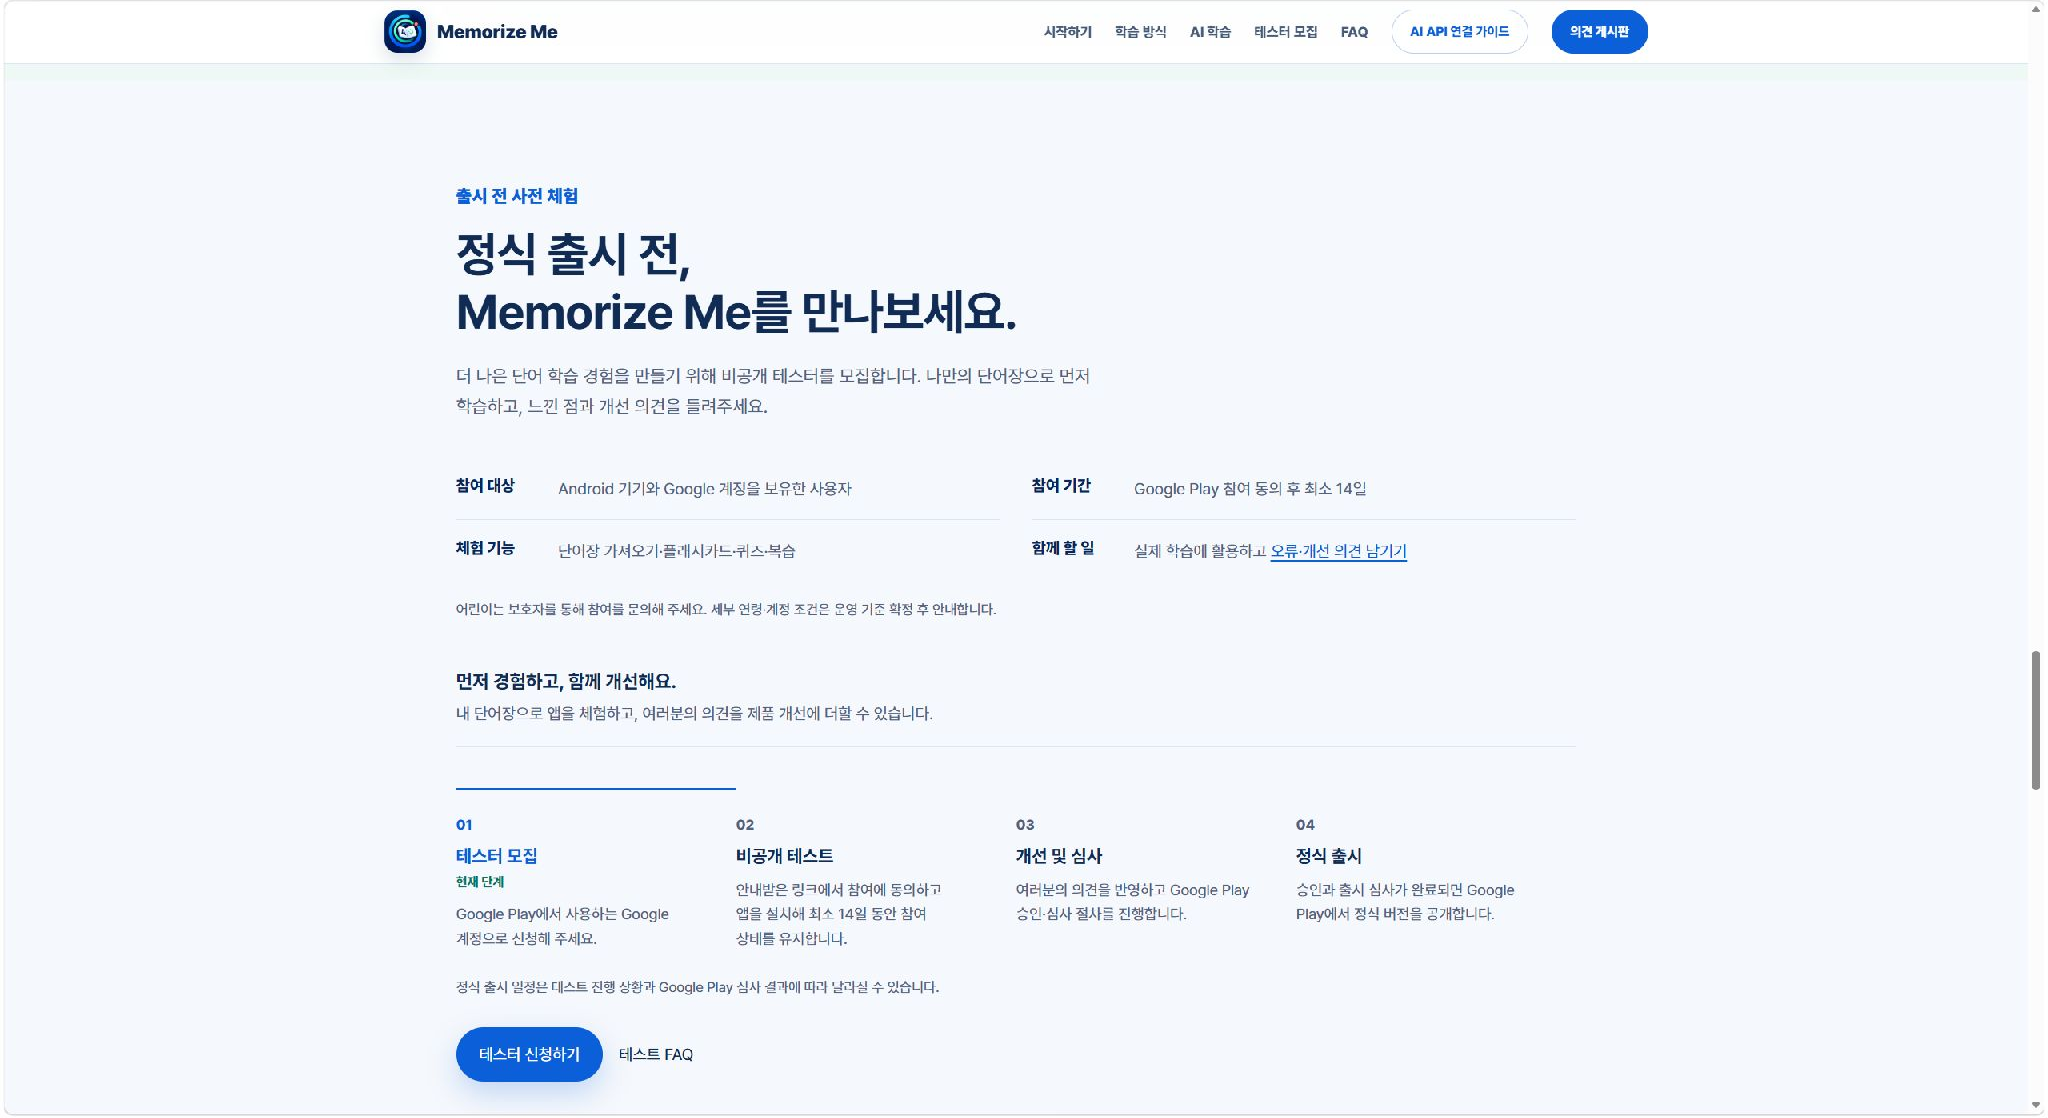 Memorize Me
시작하기
학습 방식
AI 학습
테스터 모집
FAQ
AI API 연결 가이드
의견 게시판
출시 전 사전 체험
정식 출시 전,
Memorize Me를 만나보세요.
더 나은 단어 학습 경험을 만들기 위해 비공개 테스터를 모집합니다. 나만의 단어장으로 먼저
학습하고, 느낀 점과 개선 의견을 들려주세요.
참여 대상
Android 기기와 Google 계정을 보유한 사용자
참여 기간
Google Play 참여 동의 후 최소 14일
체험 기능
단어장 가져오기·플래시카드·퀴즈·복습
함께 할 일
실제 학습에 활용하고 오류·개선 의견 남기기
어린이는 보호자를 통해 참여를 문의해 주세요. 세부 연령·계정 조건은 운영 기준 확정 후 안내합니다.
먼저 경험하고, 함께 개선해요.
내 단어장으로 앱을 체험하고, 여러분의 의견을 제품 개선에 더할 수 있습니다.
01
테스터 모집
현재 단계
Google Play에서 사용하는 Google
계정으로 신청해 주세요.
02
비공개 테스트
안내받은 링크에서 참여에 동의하고
앱을 설치해 최소 14일 동안 참여
상태를 유지합니다.
03
개선 및 심사
여러분의 의견을 반영하고 Google Play
승인·심사 절차를 진행합니다.
04
정식 출시
승인과 출시 심사가 완료되면 Google
Play에서 정식 버전을 공개합니다.
정식 출시 일정은 테스트 진행 상황과 Google Play 심사 결과에 따라 달라질 수 있습니다.
테스터 신청하기
테스트 FAQ